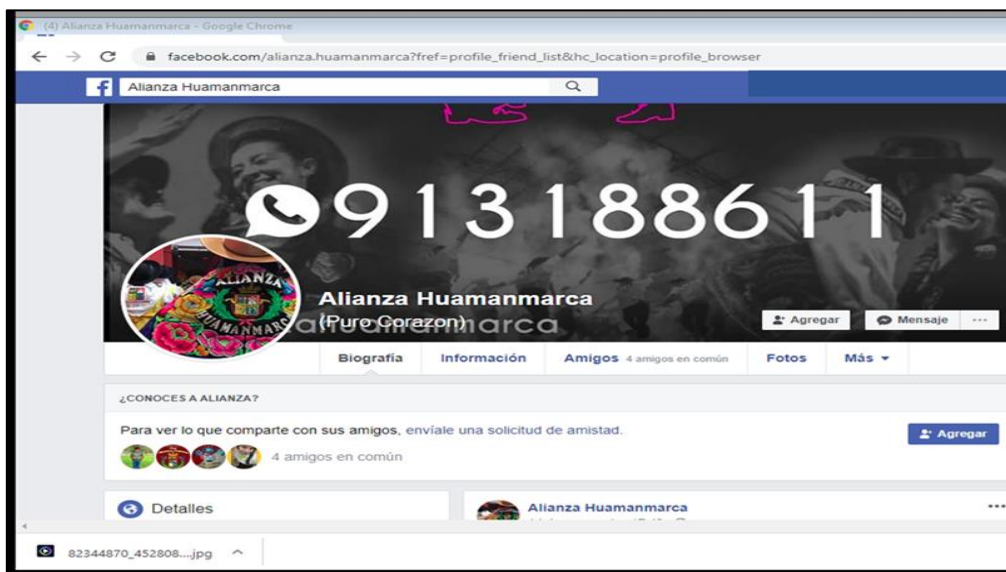 (4) Alianza Huamanmarca - Google Chrome
facebook.com/alianza.huamanmarca?fref=profile_friend_list&hc_location=profile_browser
f Alianza Huamanmarca
913188611
ALIANZA
HUAMANMARC
Alianza Huamanmarca
(Puro Corazon)
Agregar Mensaje ...
Biografía Información Amigos 4 amigos en común Fotos Más
¿CONOCES A ALIANZA?
Para ver lo que comparte con sus amigos, envíale una solicitud de amistad.
Agregar
4 amigos en común
Detalles
Alianza Huamanmarca
82344870_452808....jpg